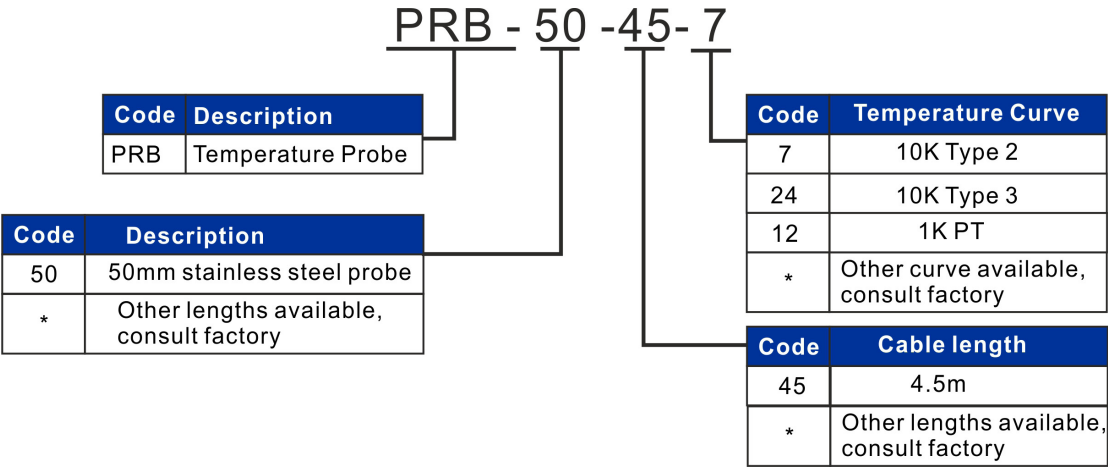 PRB - 50 -45- 7
Code Description
PRB Temperature Probe
Code Description
50 50mm stainless steel probe
* Other lengths available,
consult factory
Code Temperature Curve
7 10K Type 2
24 10K Type 3
12 1K PT
* Other curve available,
consult factory
Code Cable length
45 4.5m
* Other lengths available,
consult factory